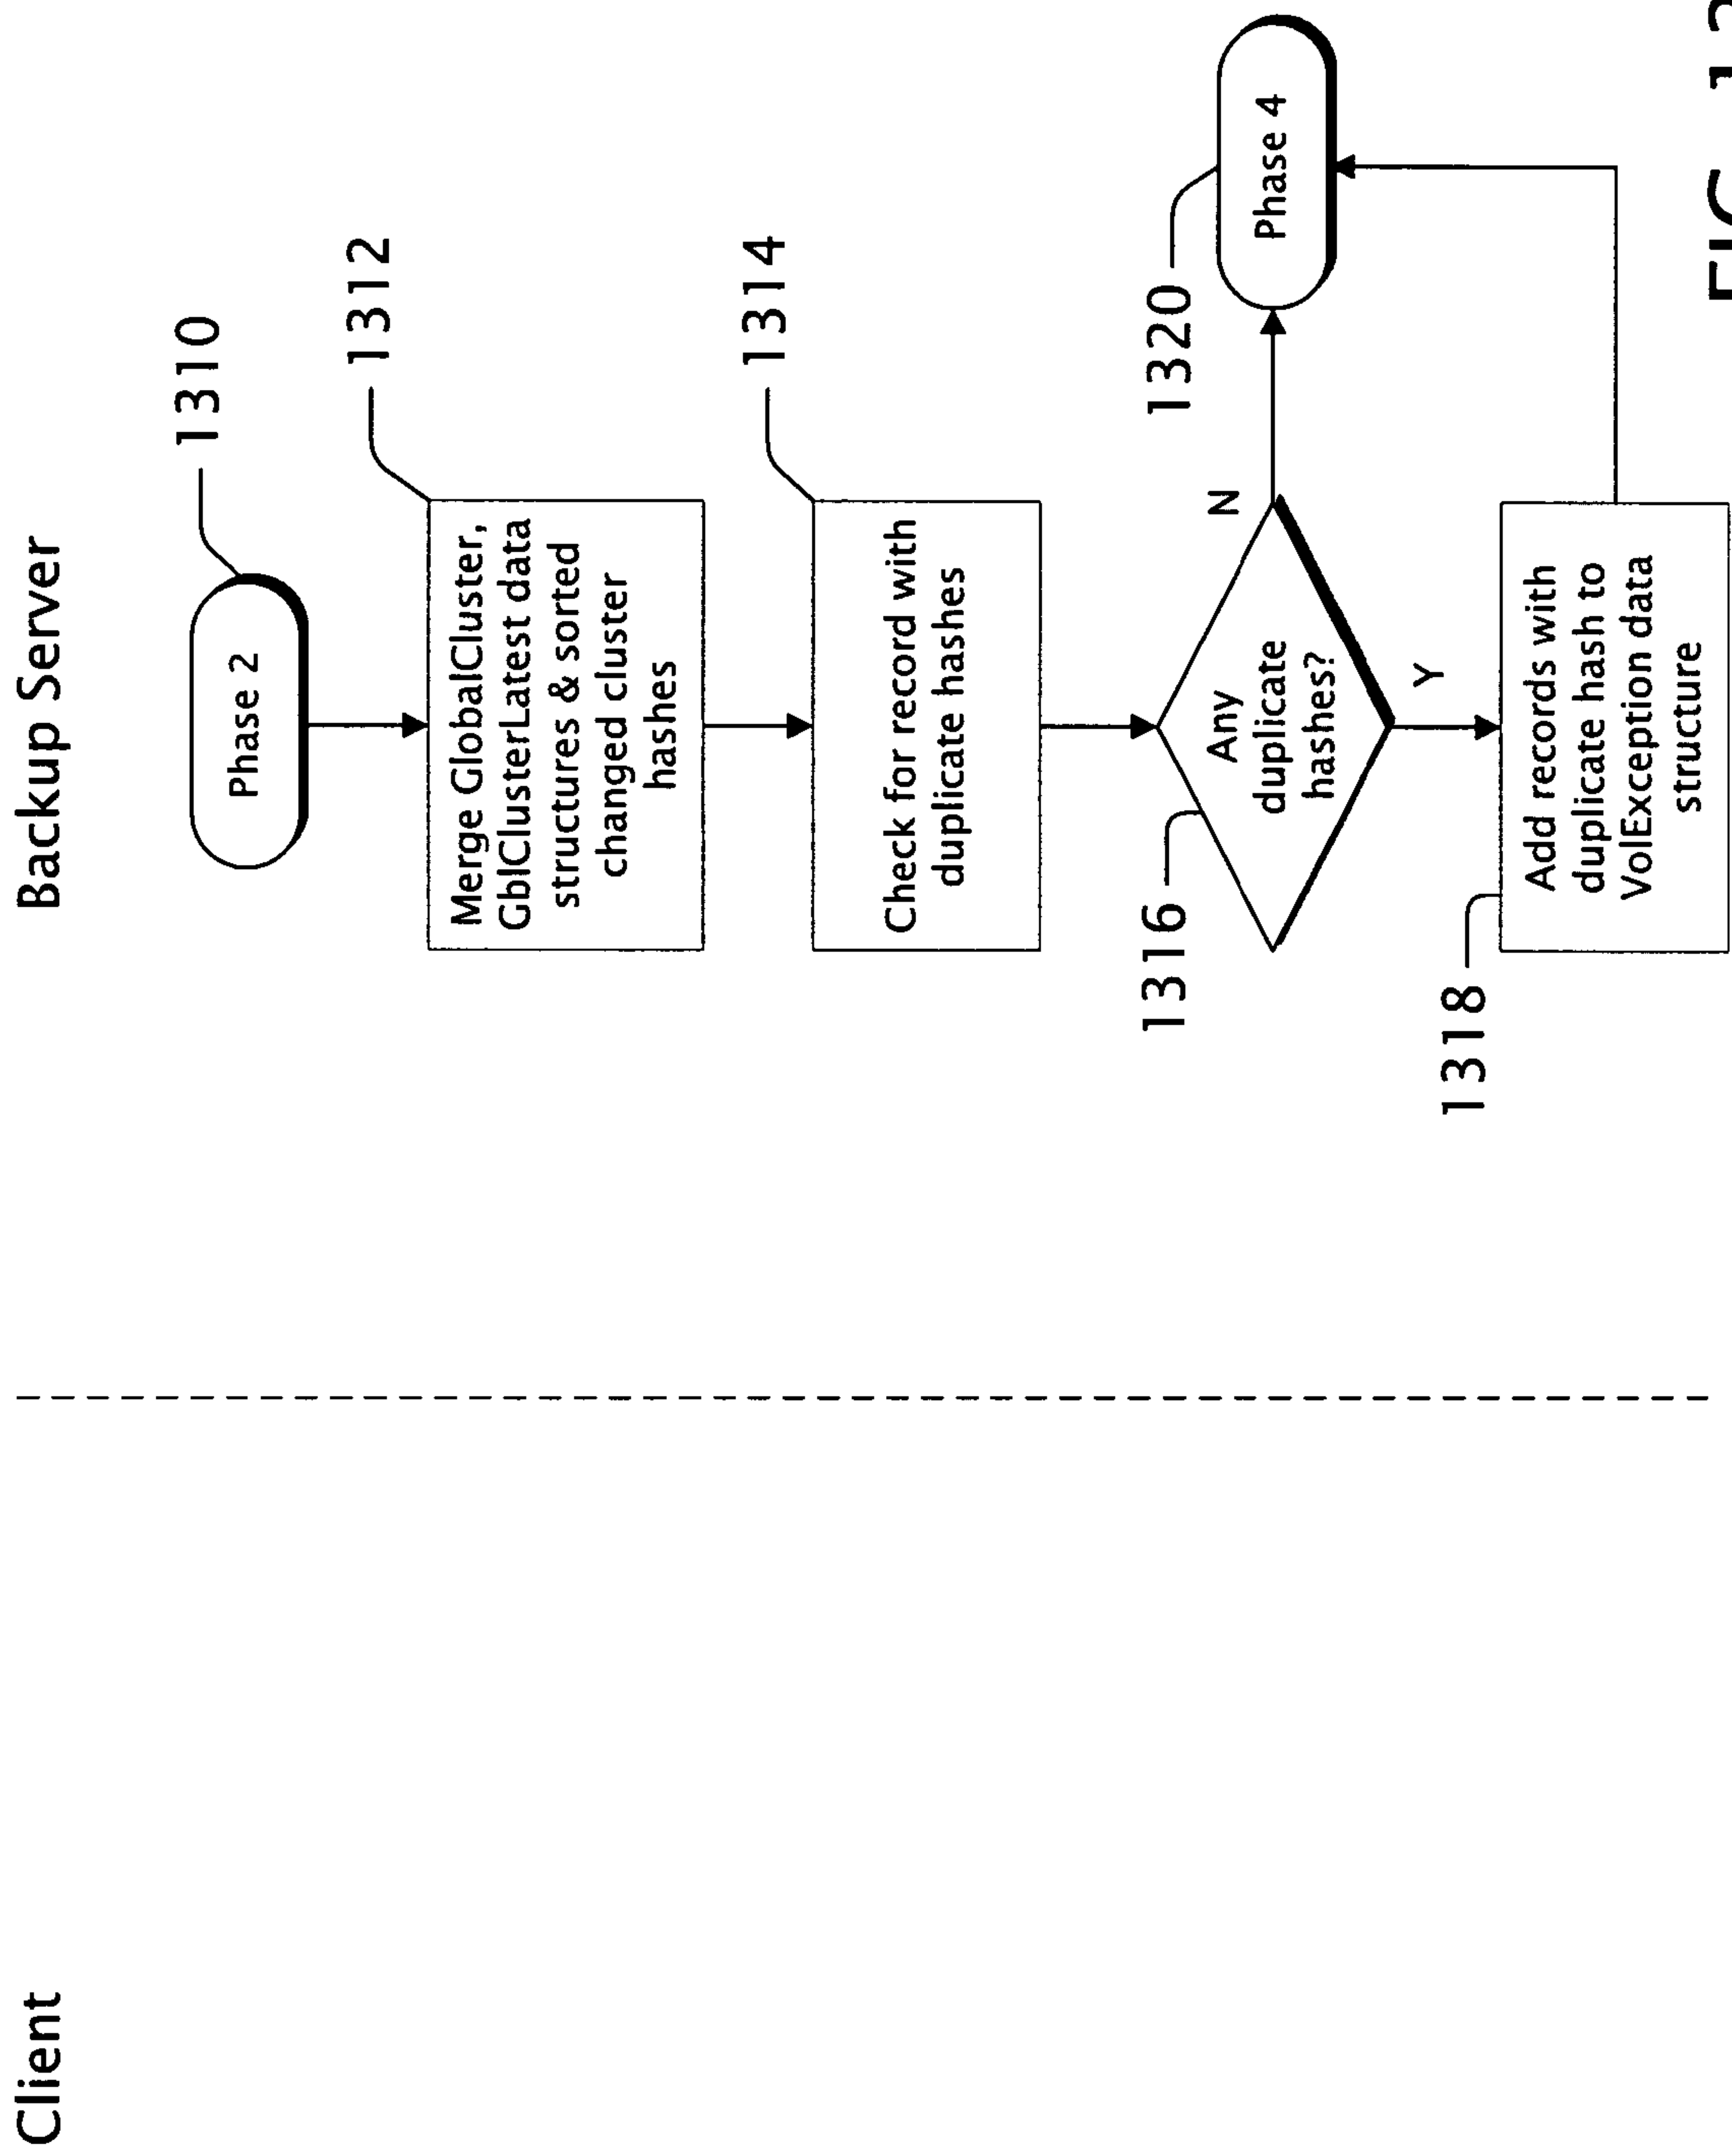 Client
Backup Server
Phase 2
1310
1312
Merge GlobalCluster,
GblClusterLatest data
structures & sorted
changed cluster
hashes
1314
Check for record with
duplicate hashes
1316
Any
duplicate
hashes?
N
1320
Phase 4
Y
1318
Add records with
duplicate hash to
VolException data
structure